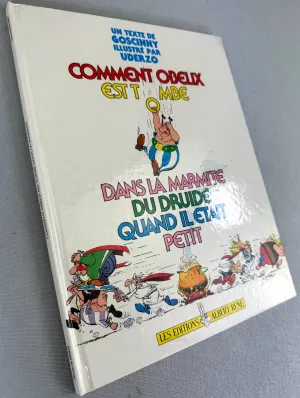 UN TEXTE DE
GOSCINNY
ILLUSTRÉ PAR
UDERZO
COMMENT OBELIX
EST TOMBE
DANS LA MARMITE
DU DRUIDE
QUAND IL ETAIT
PETIT
LES EDITIONS ALBERT RENE